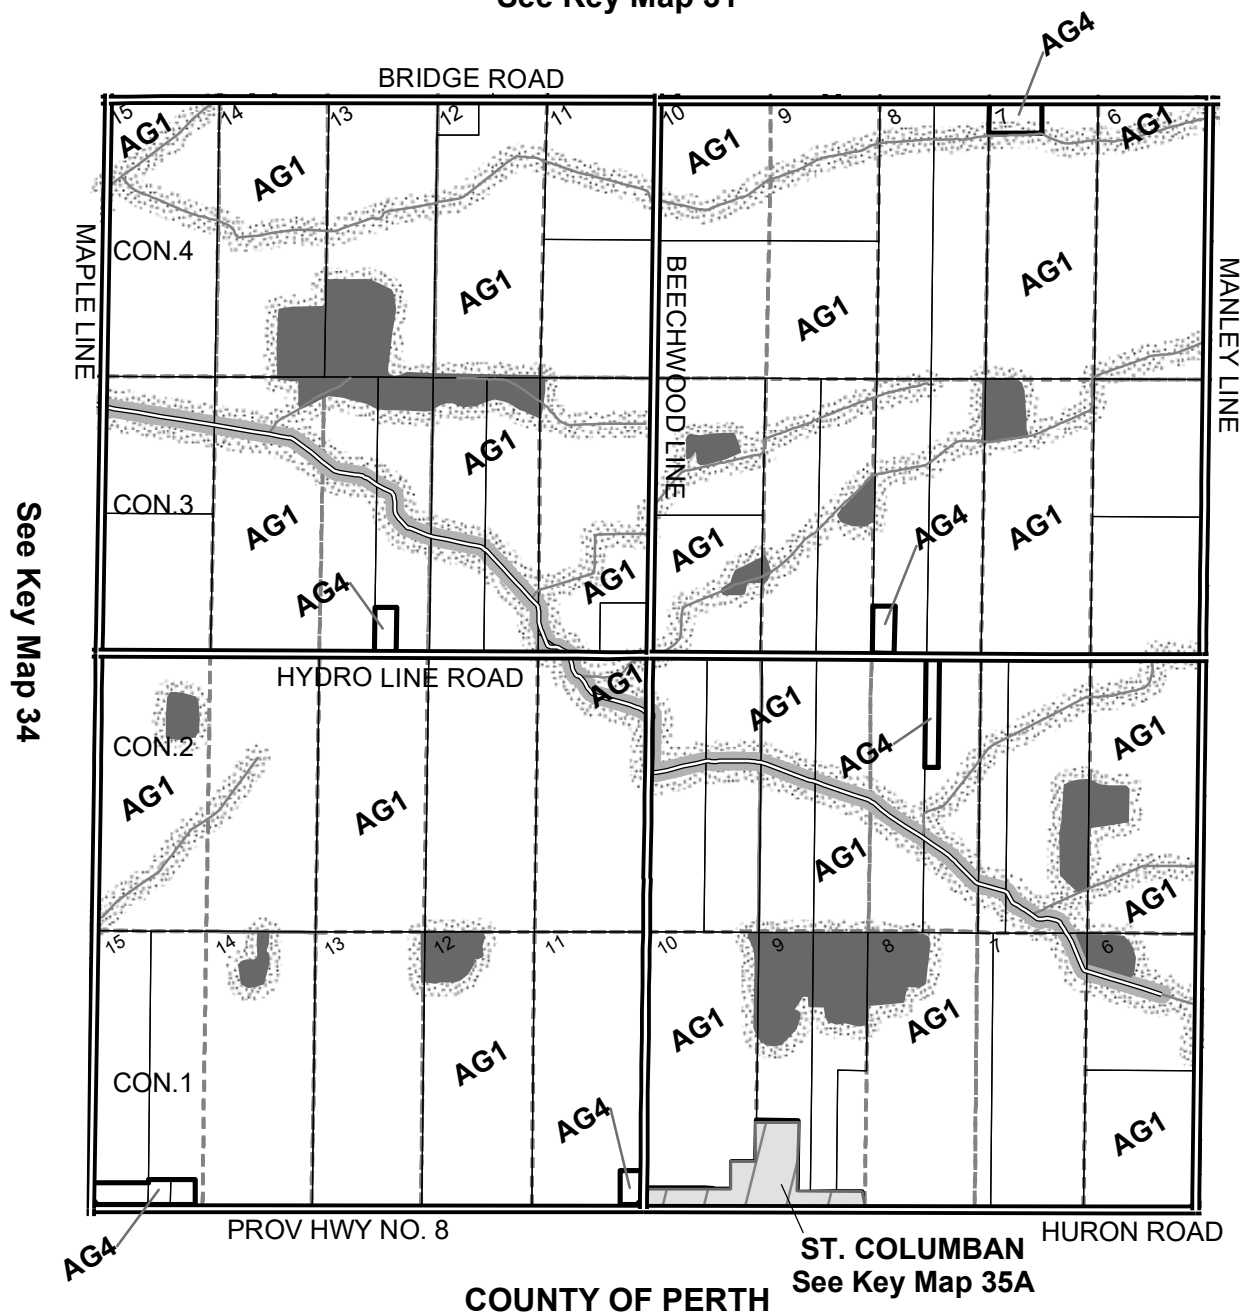 See Key Map 31
AG4
BRIDGE ROAD
15 14 13 12 11 10 9 8 7 6
AG1 AG1 AG1 AG1
CON.4
MAPLE LINE
BEECHWOOD LINE
MANLEY LINE
AG1 AG1 AG1
AG1
CON.3
AG1 AG1 AG4 AG1
AG4 AG1
See Key Map 34
HYDRO LINE ROAD
AG1 AG1 AG1
CON.2
AG4
AG1 AG1 AG1
AG1
15 14 13 12 11 10 9 8 7 6
AG1 AG1
CON.1
AG1
AG4 AG1
AG4
PROV HWY NO. 8
HURON ROAD
ST. COLUMBAN
See Key Map 35A
COUNTY OF PERTH